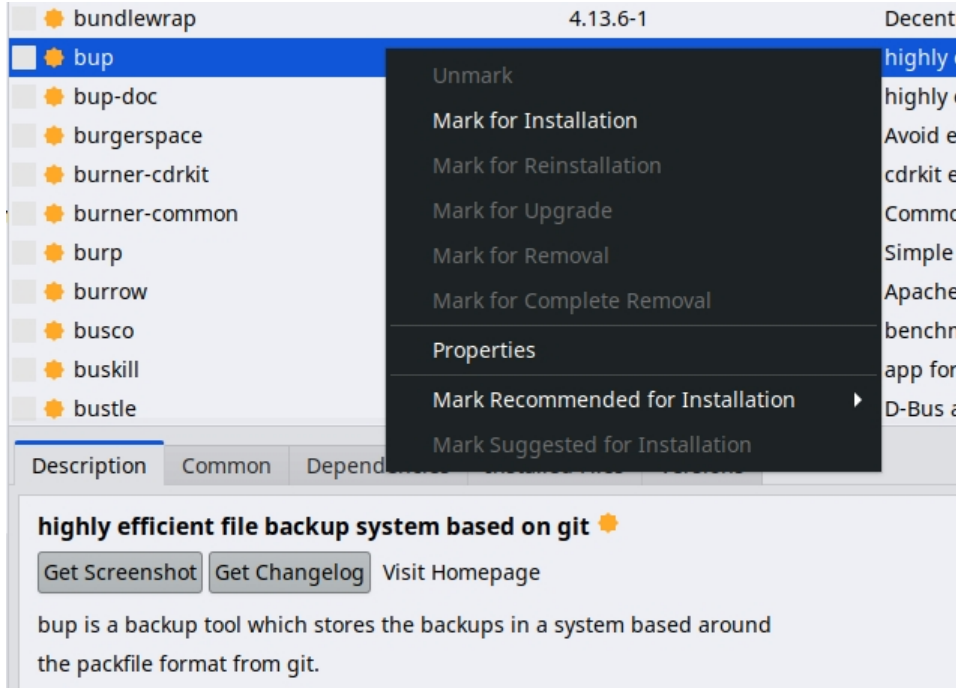 bundlewrap 4.13.6-1 Decent
bup highly
bup-doc highly
burgerspace Avoid e
burner-cdrkit cdrkit e
burner-common Commo
burp Simple
burrow Apache
busco benchm
buskill app for
bustle D-Bus a
Unmark
Mark for Installation
Mark for Reinstallation
Mark for Upgrade
Mark for Removal
Mark for Complete Removal
Properties
Mark Recommended for Installation
Mark Suggested for Installation
Description Common
highly efficient file backup system based on git
Get Screenshot Get Changelog Visit Homepage
bup is a backup tool which stores the backups in a system based around
the packfile format from git.